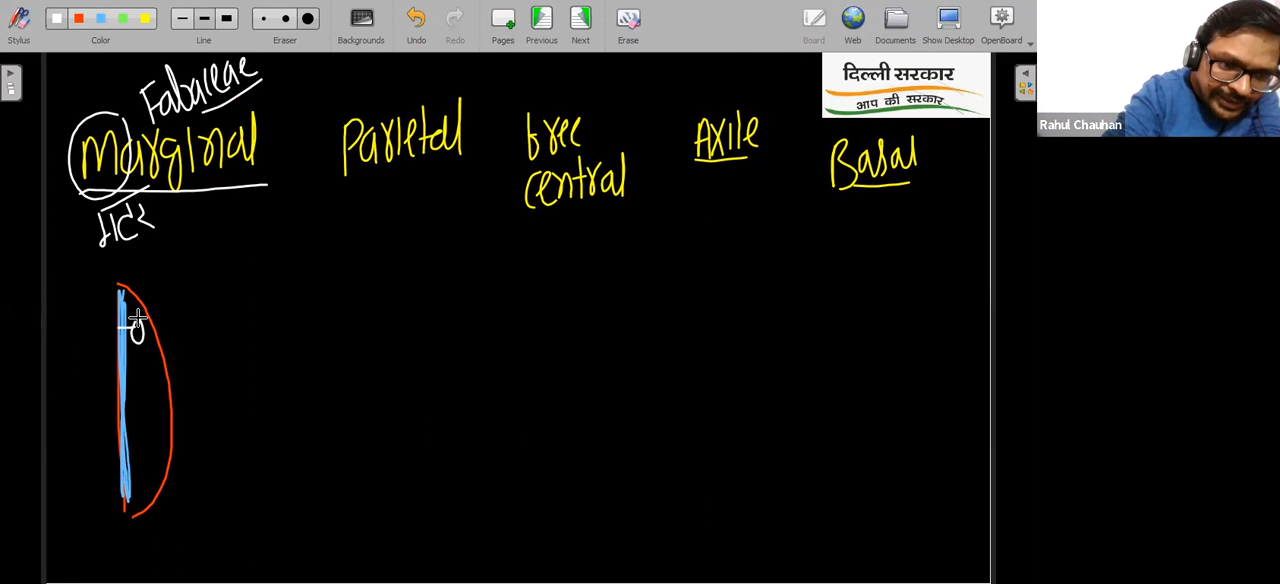 Stylus
Color
Line
Eraser
Backgrounds
Undo
Redo
Pages
Previous
Next
Erase
Board
Web
Documents
Show Desktop
OpenBoard
Rahul Chauhan
दिल्ली सरकार
आप की सरकार
Fabaceae
Marginal
Parietal
free
central
Axile
Basal